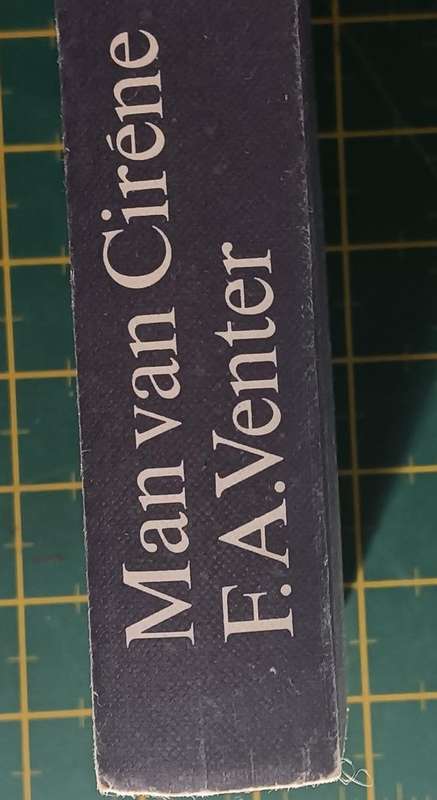 Man van Ciréne
F. A. Venter